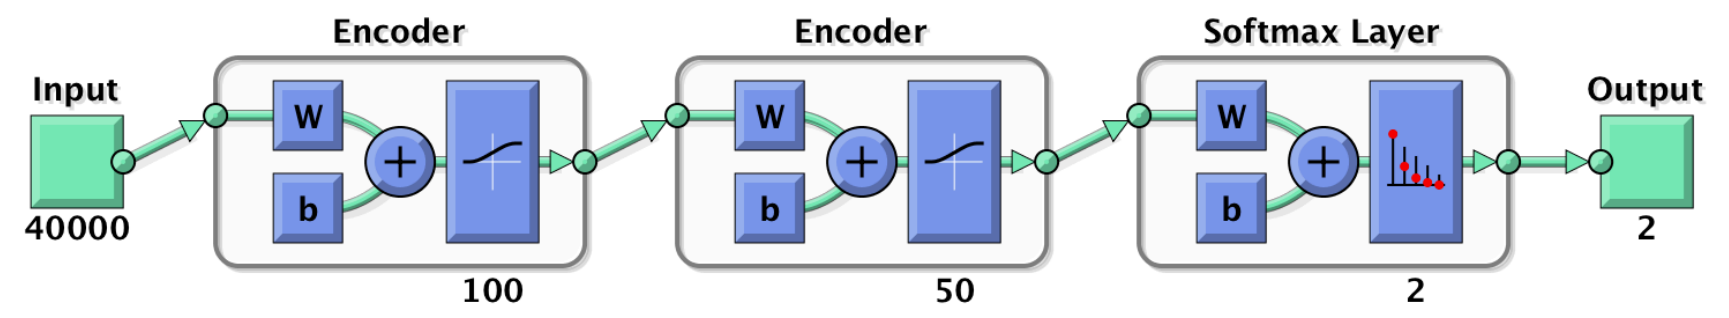 Encoder
Encoder
Softmax Layer
Input
W
W
W
Output
+
+
+
b
b
b
40000
2
100
50
2